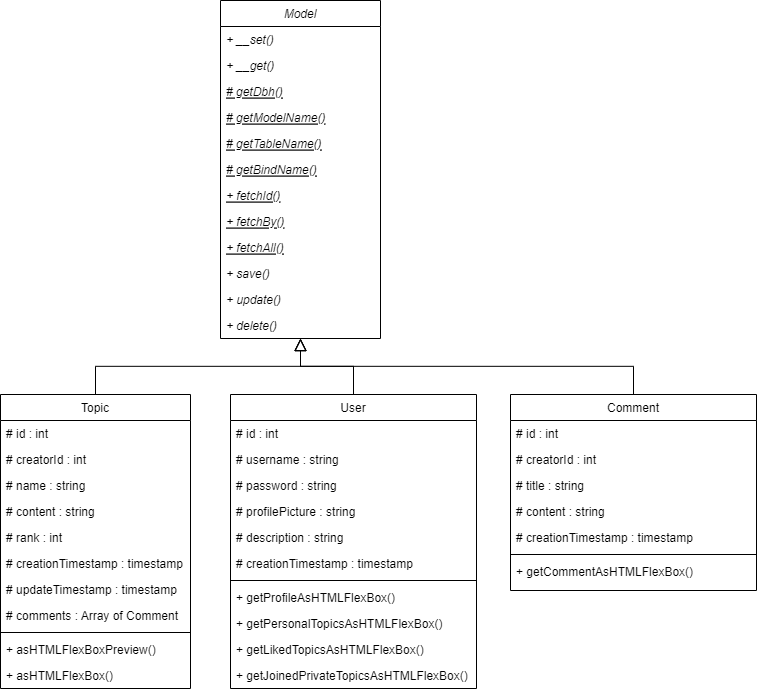 Model
+ __set()
+ __get()
# getDbh()
# getModelName()
# getTableName()
# getBindName()
+ fetchId()
+ fetchBy()
+ fetchAll()
+ save()
+ update()
+ delete()
Topic
# id : int
# creatorId : int
# name : string
# content : string
# rank : int
# creationTimestamp : timestamp
# updateTimestamp : timestamp
# comments : Array of Comment
+ asHTMLFlexBoxPreview()
+ asHTMLFlexBox()
User
# id : int
# username : string
# password : string
# profilePicture : string
# description : string
# creationTimestamp : timestamp
+ getProfileAsHTMLFlexBox()
+ getPersonalTopicsAsHTMLFlexBox()
+ getLikedTopicsAsHTMLFlexBox()
+ getJoinedPrivateTopicsAsHTMLFlexBox()
Comment
# id : int
# creatorId : int
# title : string
# content : string
# creationTimestamp : timestamp
+ getCommentAsHTMLFlexBox()